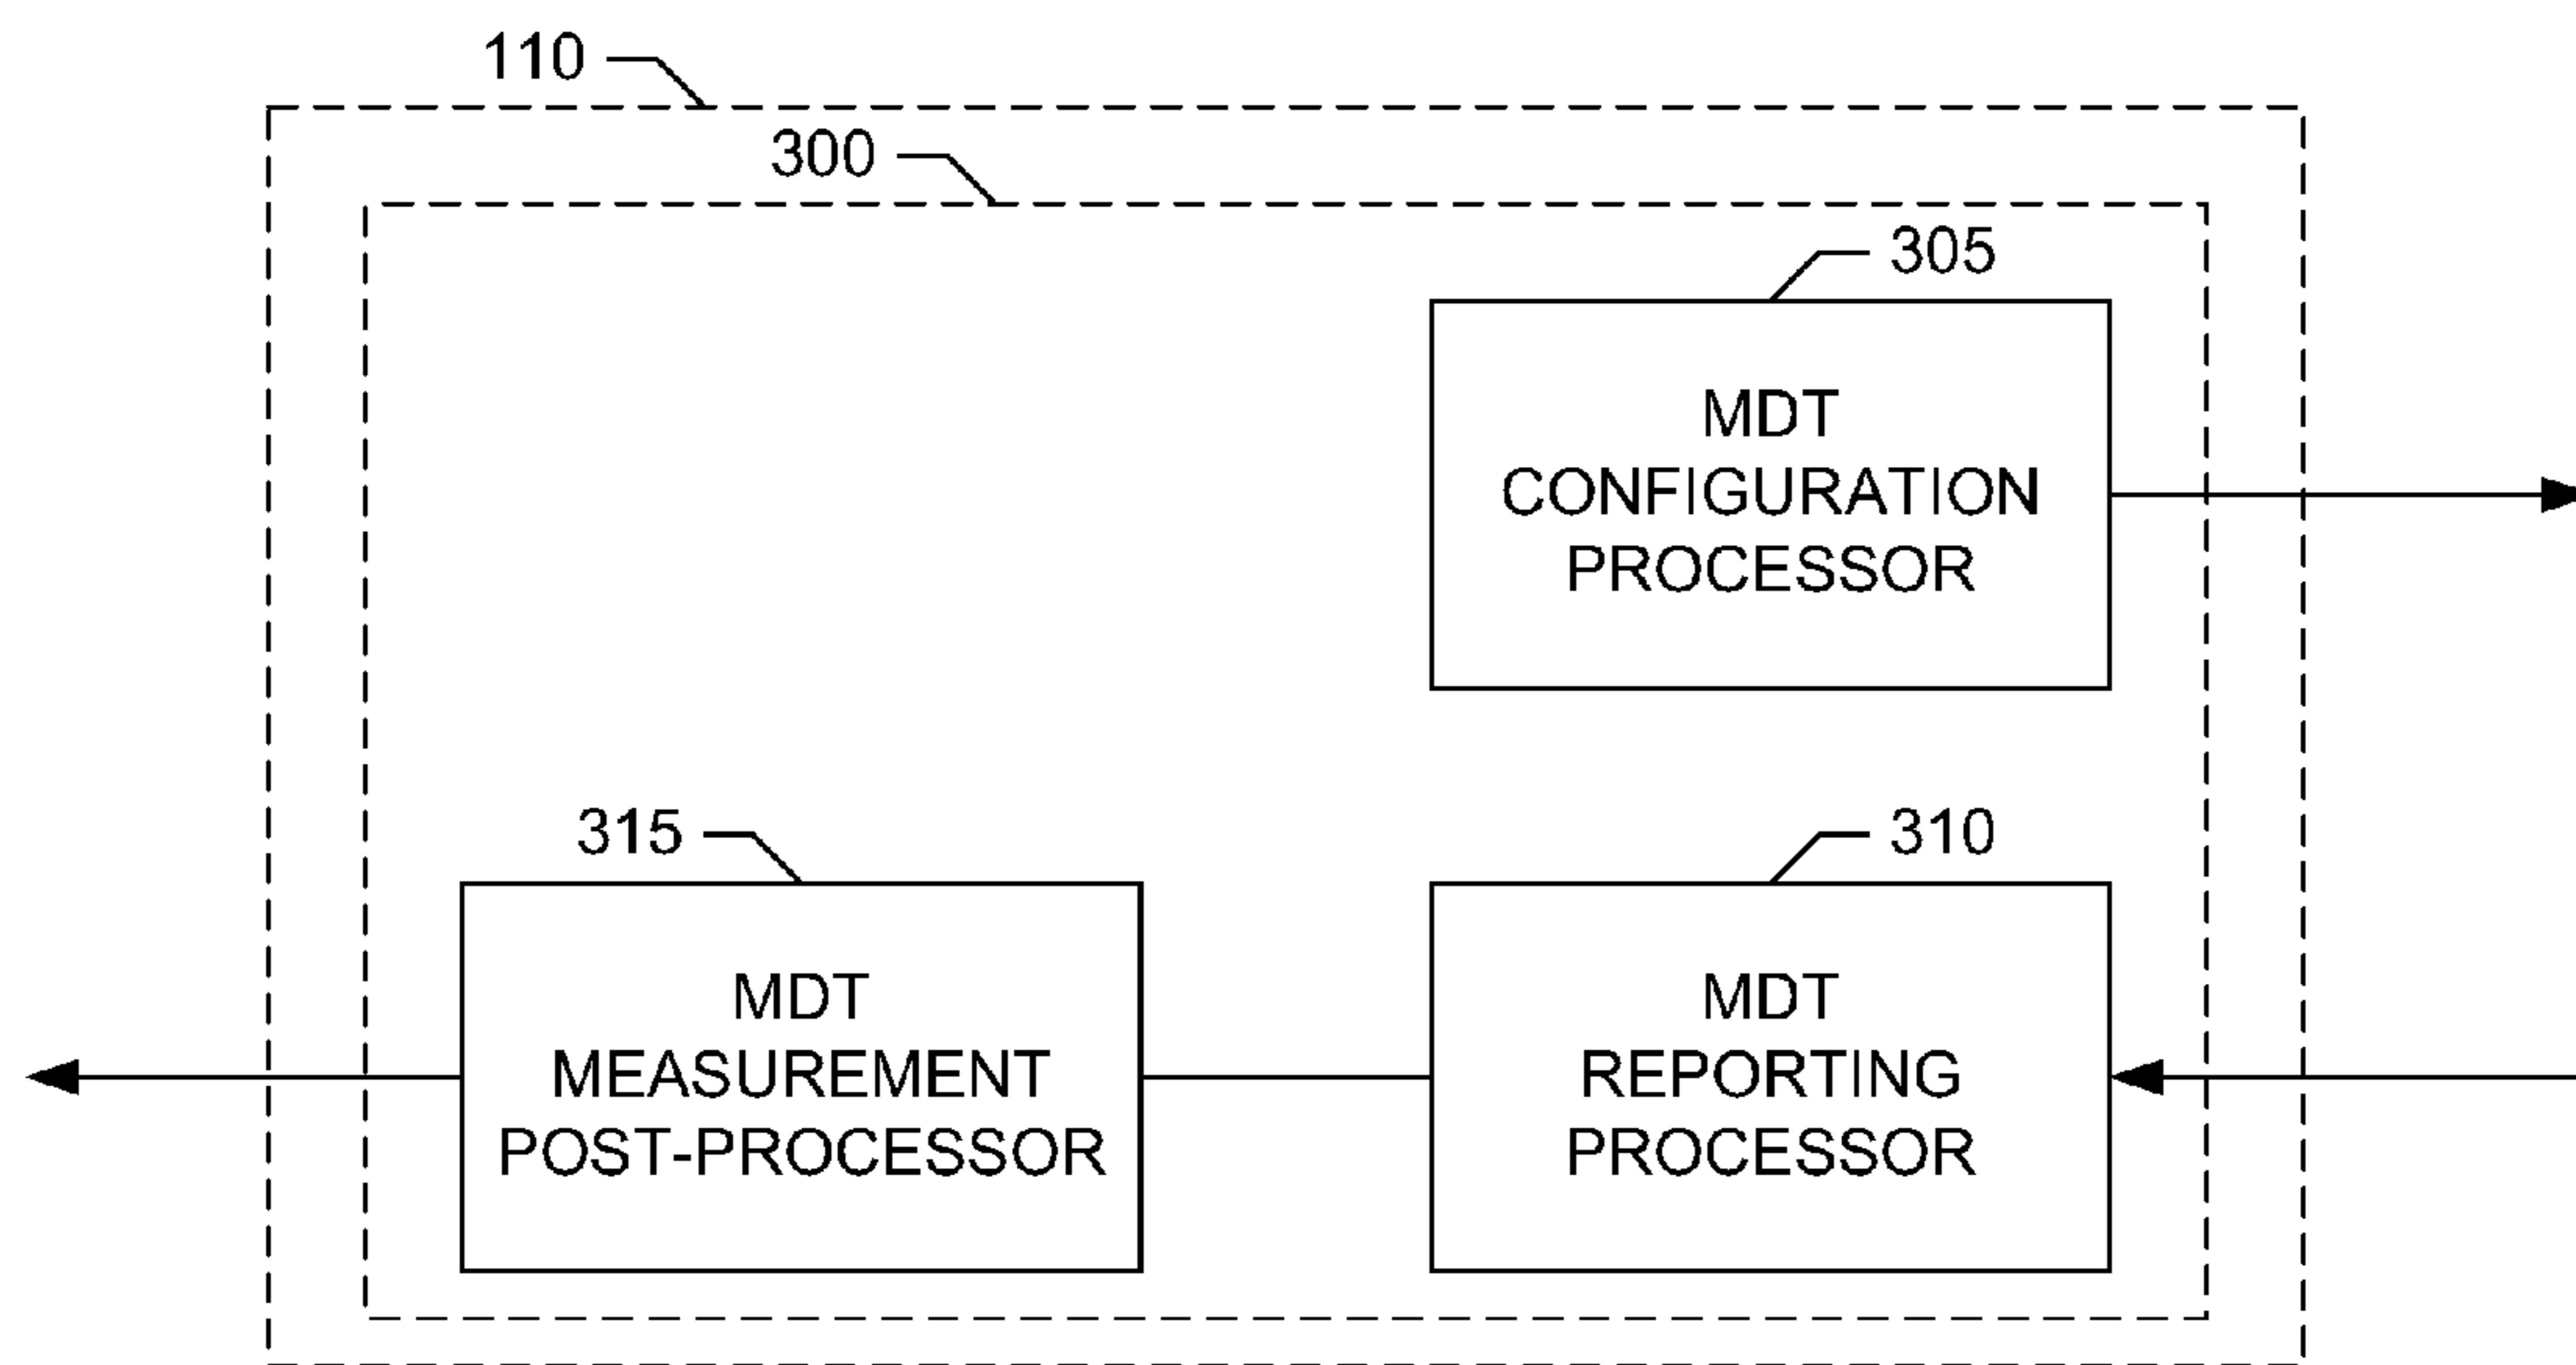 110
300
305
MDT
CONFIGURATION
PROCESSOR
315
310
MDT
MEASUREMENT
POST-PROCESSOR
MDT
REPORTING
PROCESSOR